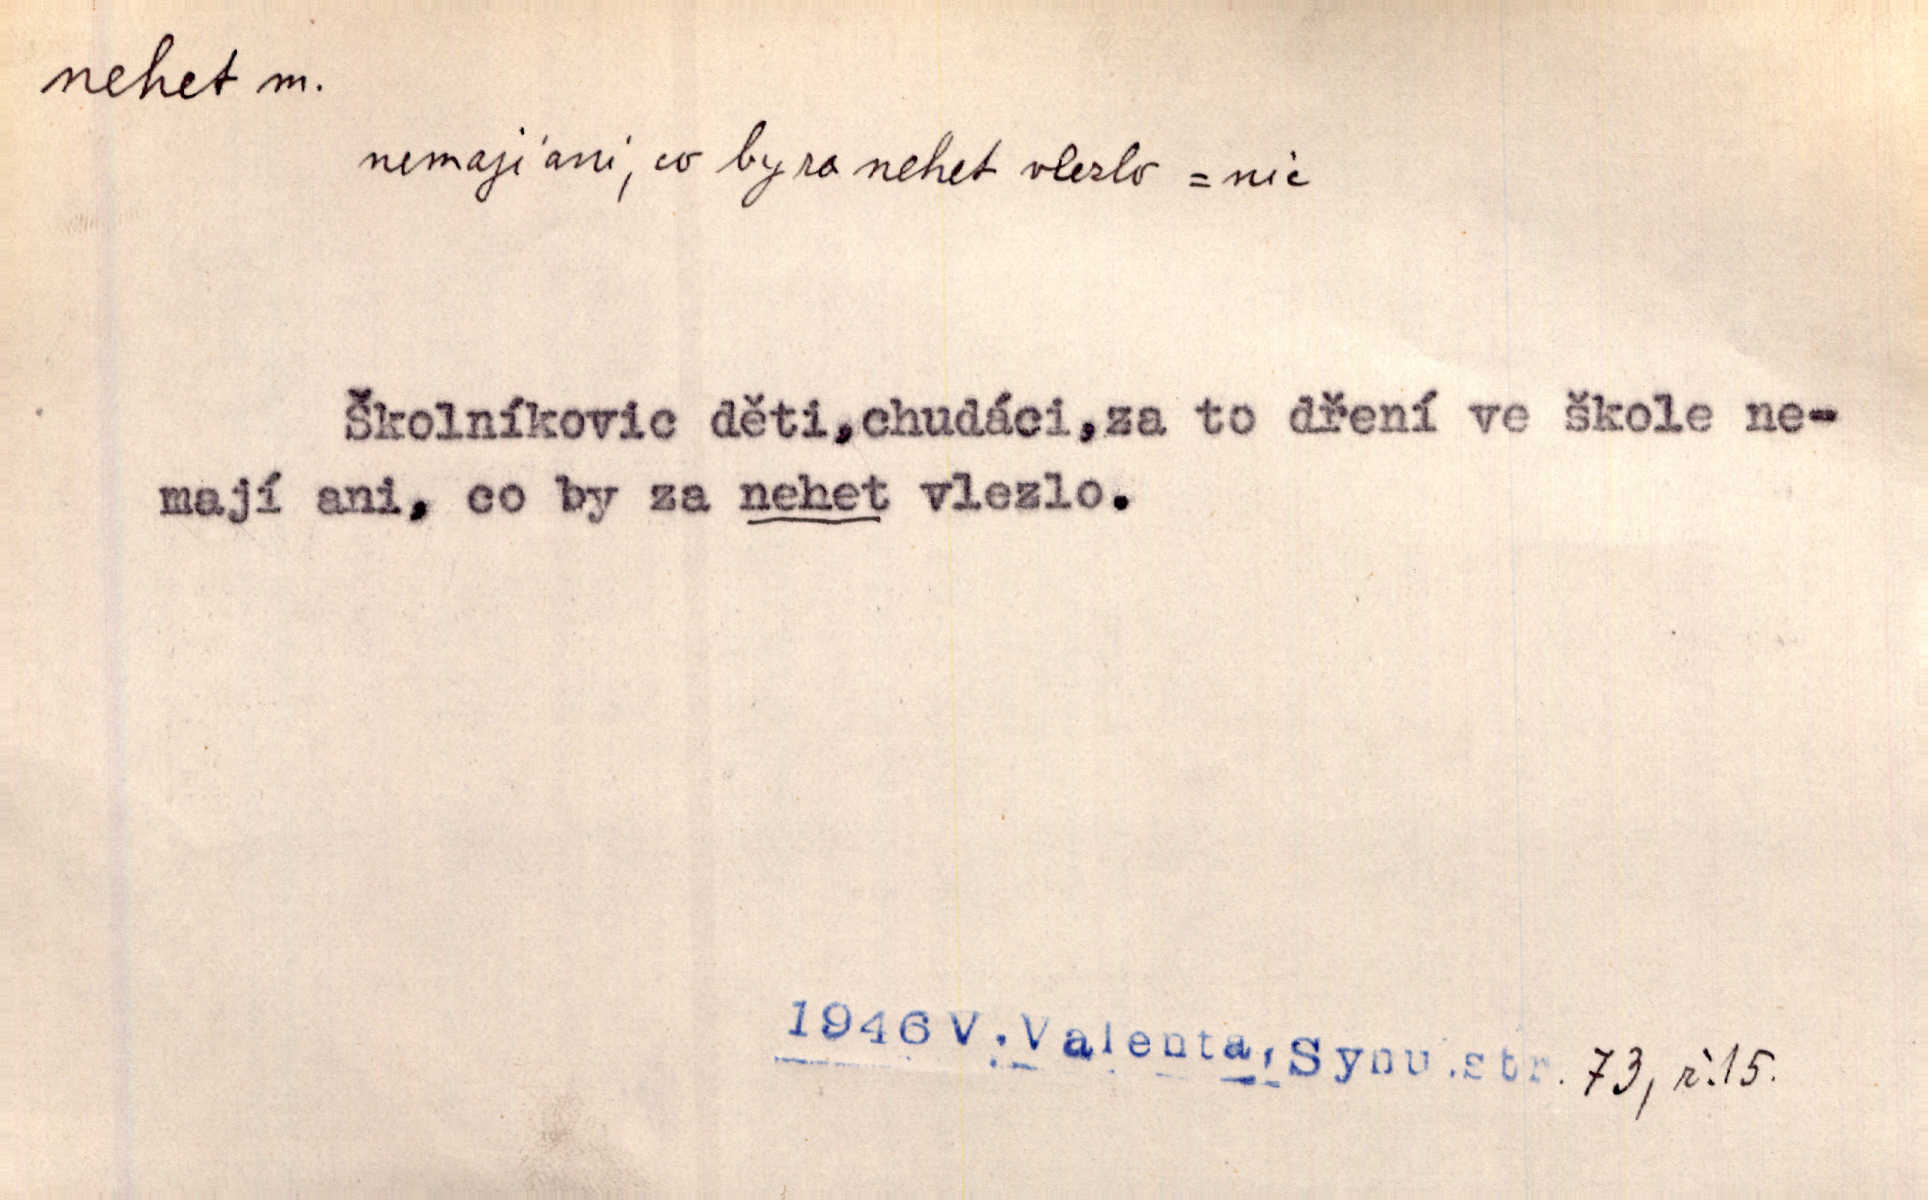 nehet m.
nemají ani, co by za nehet vlezlo = nic
Školníkovic děti,chudáci,za to dření ve škole ne-
mají ani, co by za nehet vlezlo.
1946 V. Valenta, Synu.str. 73, ř. 15.